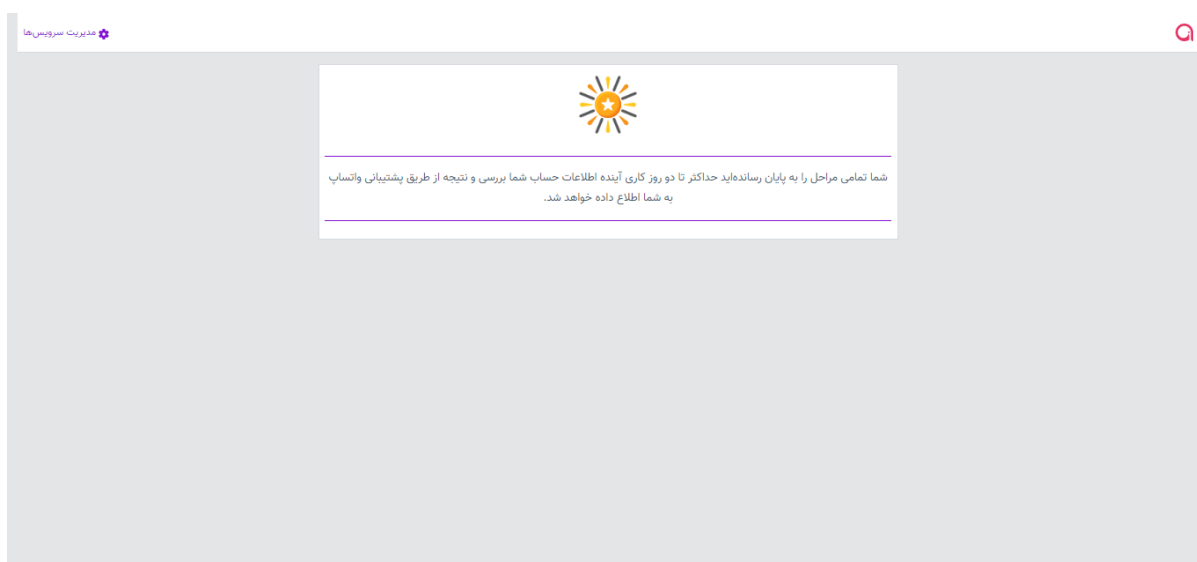 مدیریت سرویس‌ها
شما تمامی مراحل را به پایان رسانده‌اید حداکثر تا دو روز کاری آینده اطلاعات حساب شما بررسی و نتیجه از طریق پشتیبانی واتساپ
به شما اطلاع داده خواهد شد.